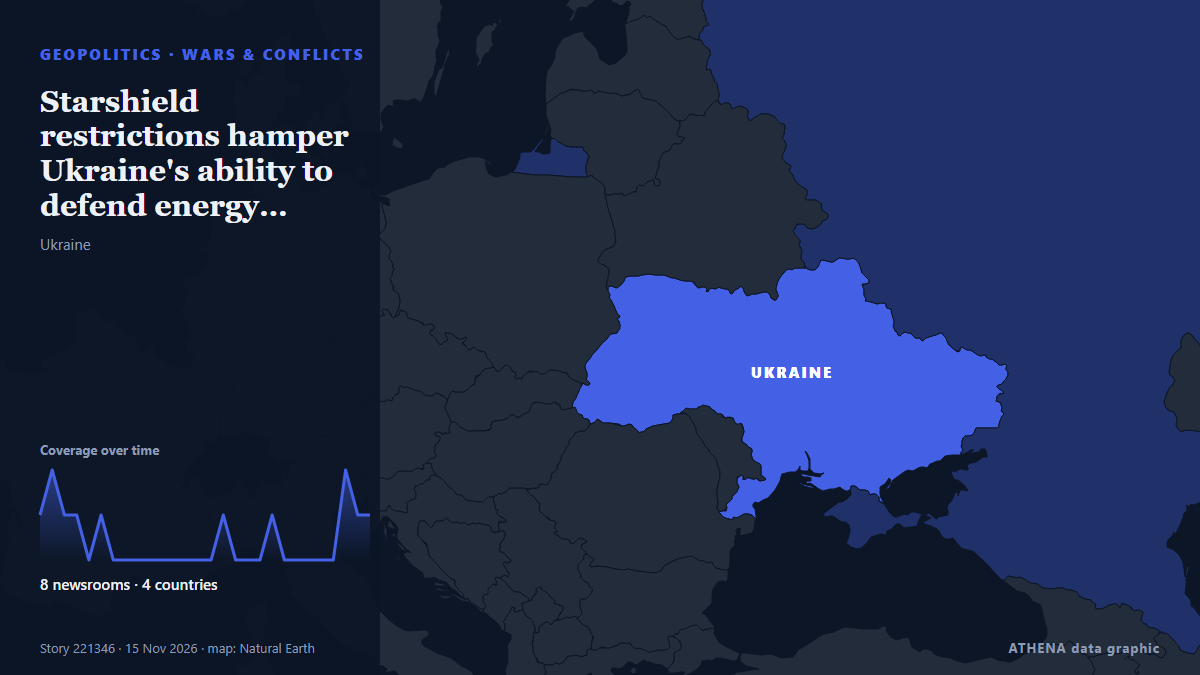 GEOPOLITICS · WARS & CONFLICTS
Starshield
restrictions hamper
Ukraine's ability to
defend energy...
Ukraine
UKRAINE
Coverage over time
8 newsrooms · 4 countries
Story 221346 · 15 Nov 2026 · map: Natural Earth
ATHENA data graphic